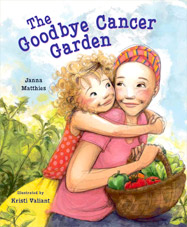 The
Goodbye Cancer
Garden
Janna
Matthies
Illustrated by
Kristi Valiant